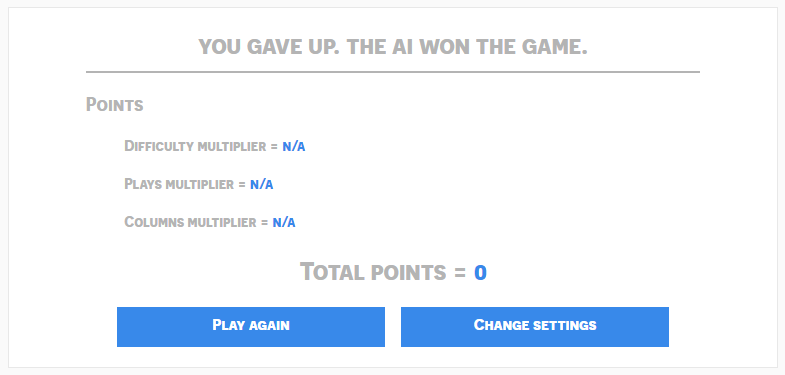 YOU GAVE UP. THE AI WON THE GAME.
Points
Difficulty multiplier = N/A
Plays multiplier = N/A
Columns multiplier = N/A
Total points = 0
Play again
Change settings